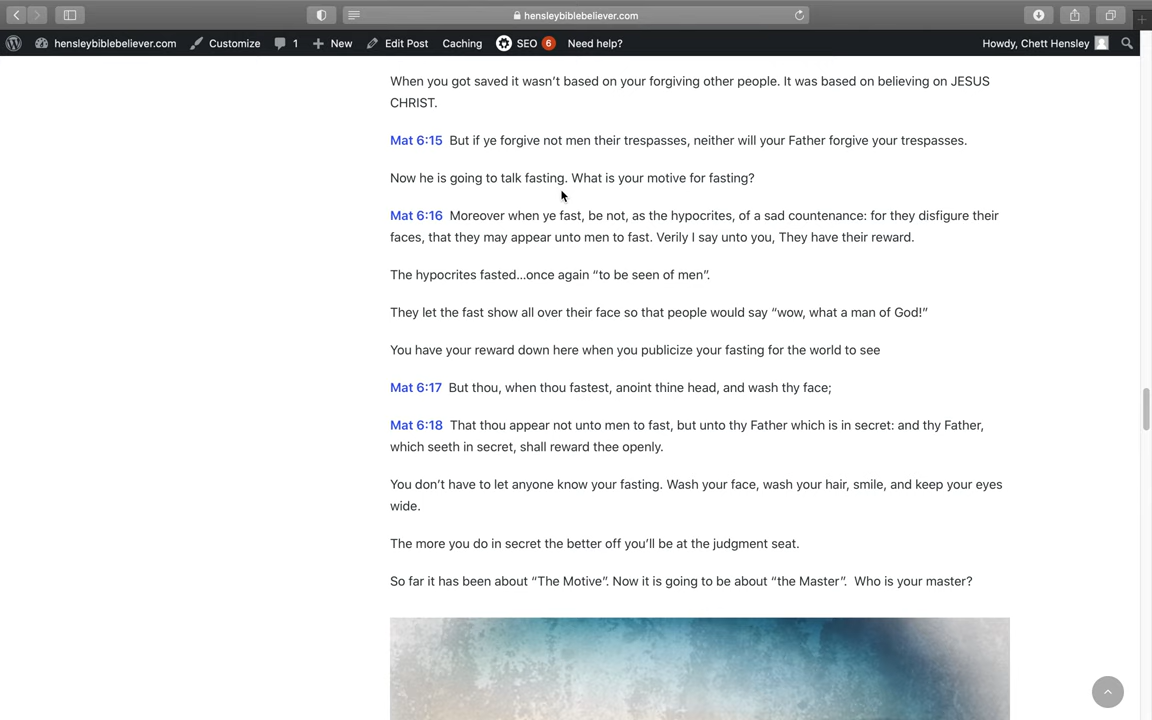 hensleybiblebeliever.com
hensleybiblebeliever.com Customize 1 New Edit Post Caching SEO 6 Need help? Howdy, Chett Hensley
When you got saved it wasn't based on your forgiving other people. It was based on believing on JESUS
CHRIST.
Mat 6:15 But if ye forgive not men their trespasses, neither will your Father forgive your trespasses.
Now he is going to talk fasting. What is your motive for fasting?
Mat 6:16 Moreover when ye fast, be not, as the hypocrites, of a sad countenance: for they disfigure their
faces, that they may appear unto men to fast. Verily I say unto you, They have their reward.
The hypocrites fasted...once again “to be seen of men”.
They let the fast show all over their face so that people would say “wow, what a man of God!”
You have your reward down here when you publicize your fasting for the world to see
Mat 6:17 But thou, when thou fastest, anoint thine head, and wash thy face;
Mat 6:18 That thou appear not unto men to fast, but unto thy Father which is in secret: and thy Father,
which seeth in secret, shall reward thee openly.
You don't have to let anyone know your fasting. Wash your face, wash your hair, smile, and keep your eyes
wide.
The more you do in secret the better off you'll be at the judgment seat.
So far it has been about “The Motive”. Now it is going to be about “the Master”. Who is your master?